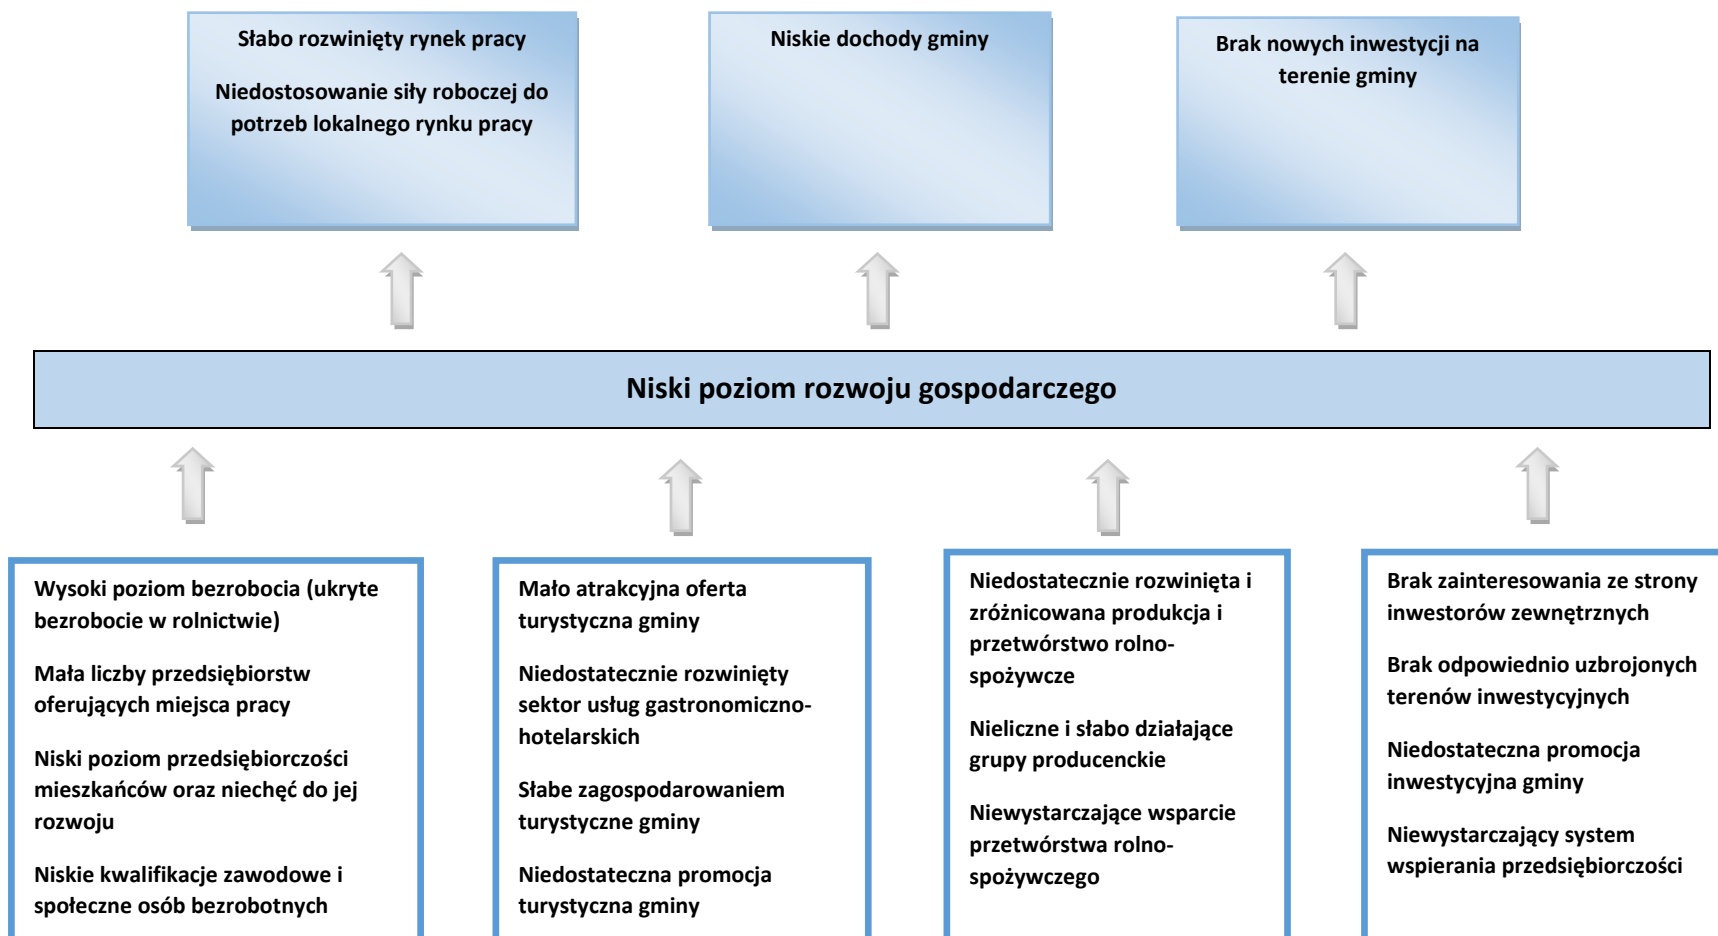 Słabo rozwinięty rynek pracy
Niedostosowanie siły roboczej do
potrzeb lokalnego rynku pracy
Niskie dochody gminy
Brak nowych inwestycji na
terenie gminy
Niski poziom rozwoju gospodarczego
Wysoki poziom bezrobocia (ukryte
bezrobocie w rolnictwie)
Mała liczby przedsiębiorstw
oferujących miejsca pracy
Niski poziom przedsiębiorczości
mieszkańców oraz niechęć do jej
rozwoju
Niskie kwalifikacje zawodowe i
społeczne osób bezrobotnych
Mało atrakcyjna oferta
turystyczna gminy
Niedostatecznie rozwinięty
sektor usług gastronomiczno-
hotelarskich
Słabe zagospodarowaniem
turystyczne gminy
Niedostateczna promocja
turystyczna gminy
Niedostatecznie rozwinięta i
zróżnicowana produkcja i
przetwórstwo rolno-
spożywcze
Nieliczne i słabo działające
grupy producenckie
Niewystarczające wsparcie
przetwórstwa rolno-
spożywczego
Brak zainteresowania ze strony
inwestorów zewnętrznych
Brak odpowiednio uzbrojonych
terenów inwestycyjnych
Niedostateczna promocja
inwestycyjna gminy
Niewystarczający system
wspierania przedsiębiorczości